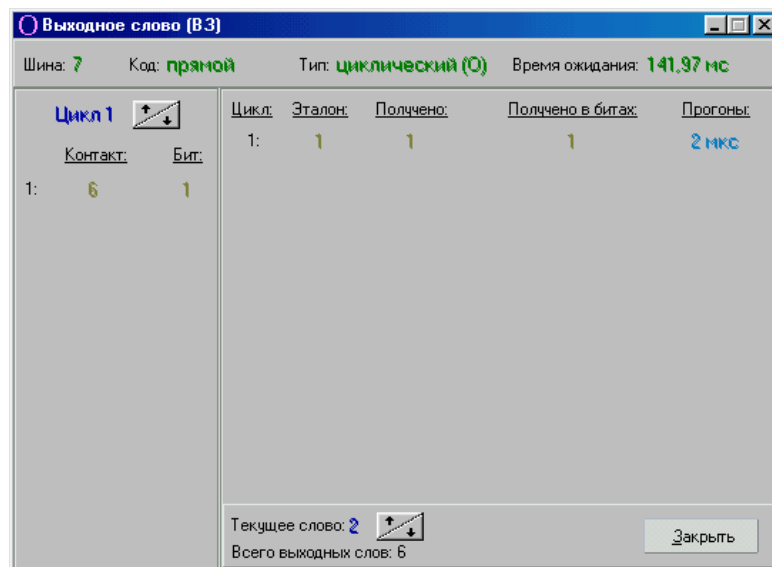 Выходное слово (ВЗ)
Шина: 7 Код: прямой Тип: циклический (О) Время ожидания: 141,97 мс
Цикл 1
Контакт: Бит:
1: 6 1
Цикл: Эталон: Получено: Получено в битах: Прогоны:
1: 1 1 1 2 мкс
Текущее слово: 2
Всего выходных слов: 6
Закрыть